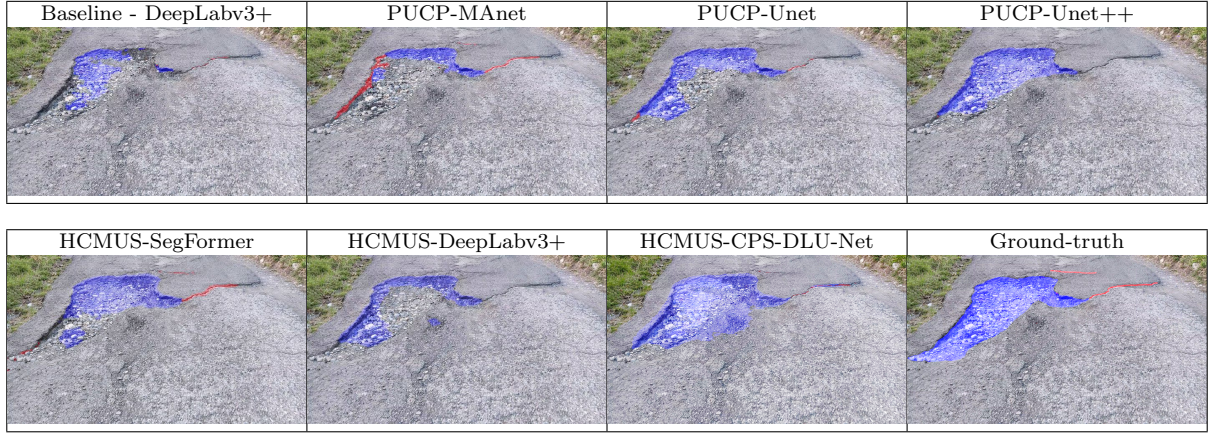 Baseline - DeepLabv3+
PUCP-MAnet
PUCP-Unet
PUCP-Unet++
HCMUS-SegFormer
HCMUS-DeepLabv3+
HCMUS-CPS-DLU-Net
Ground-truth